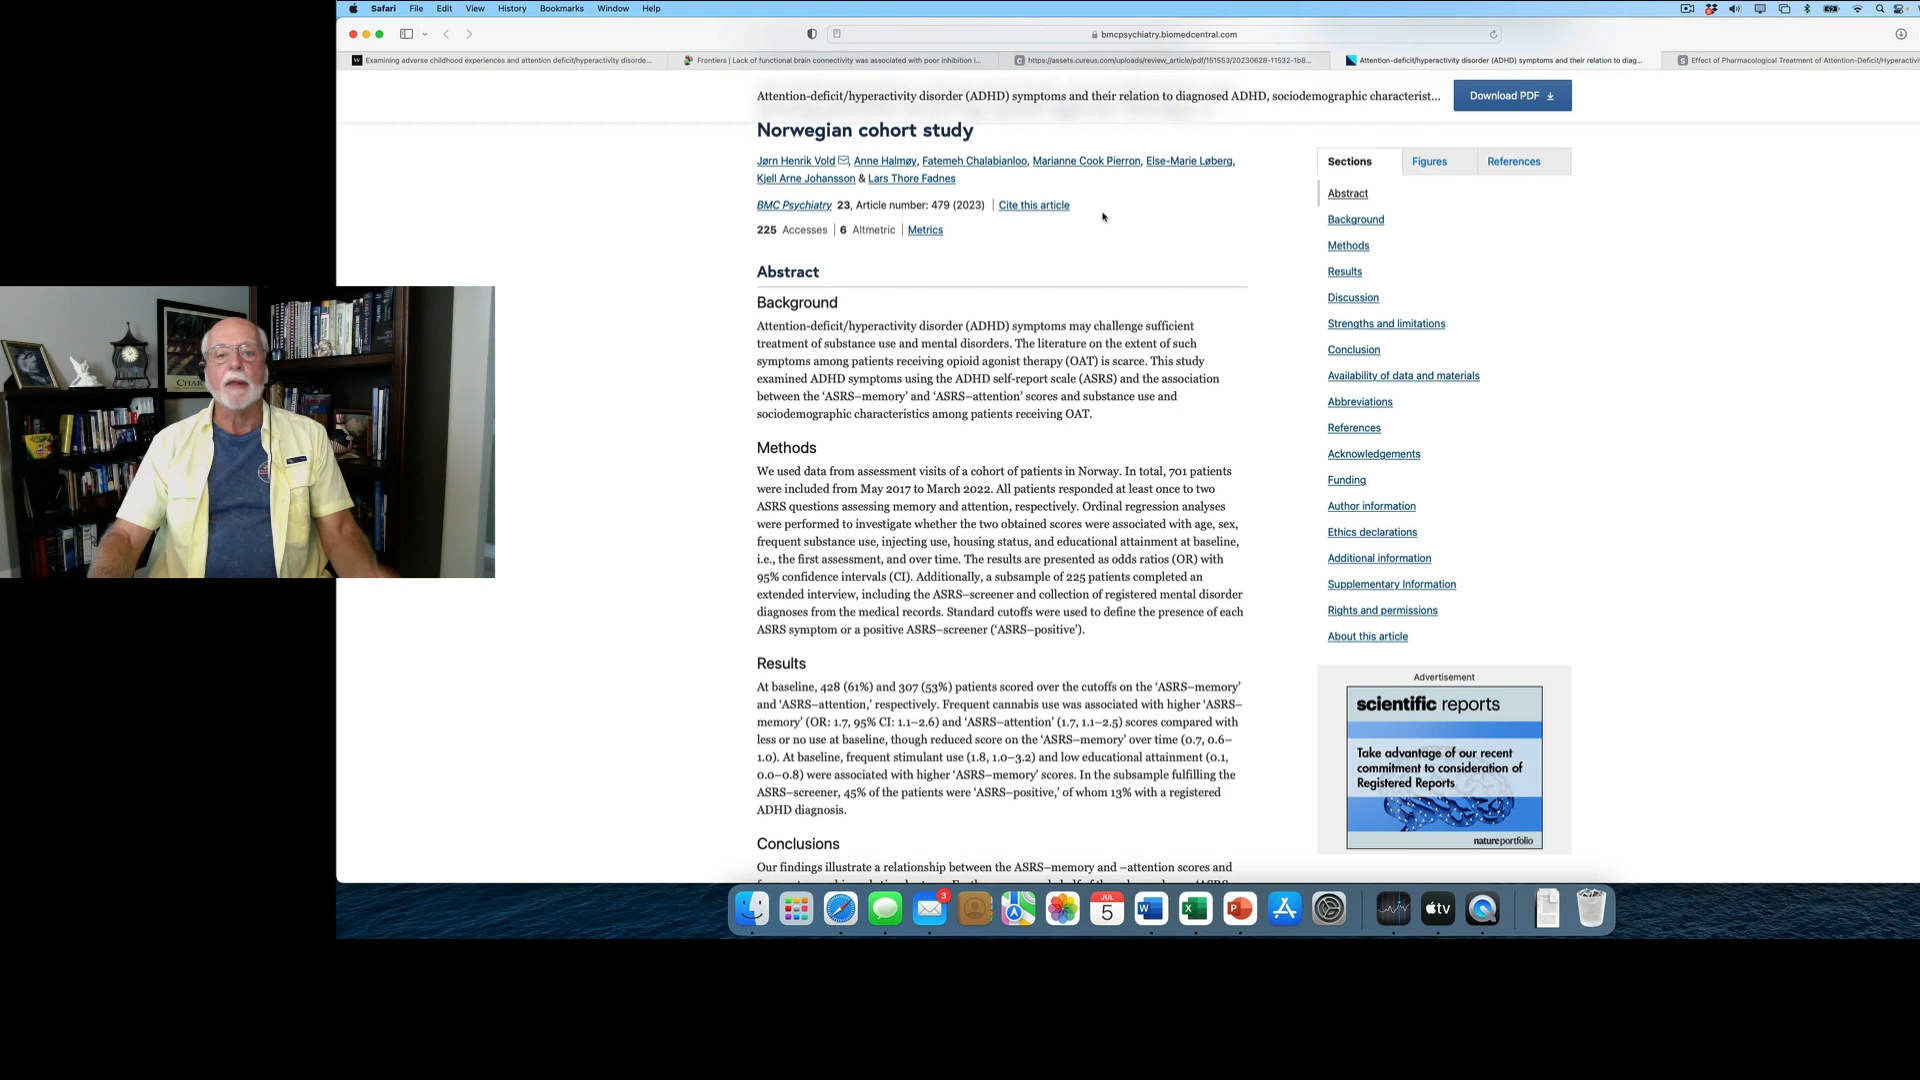 Safari File Edit View History Bookmarks Window Help
bmcpsychiatry.biomedcentral.com
Examining adverse childhood experiences and attention deficit/hyperactivity disorde...
Frontiers | Lack of functional brain connectivity was associated with poor inhibition i...
https://assets.cureus.com/uploads/review_article/pdf/151553/20230628-11532-1b8...
Attention-deficit/hyperactivity disorder (ADHD) symptoms and their relation to diag...
Effect of Pharmacological Treatment of Attention-Deficit/Hyperactivi
Attention-deficit/hyperactivity disorder (ADHD) symptoms and their relation to diagnosed ADHD, sociodemographic characterist...
Download PDF
Norwegian cohort study
Jørn Henrik Vold, Anne Halmøy, Fatemeh Chalabianloo, Marianne Cook Pierron, Else-Marie Løberg,
Kjell Arne Johansson & Lars Thore Fadnes
BMC Psychiatry 23, Article number: 479 (2023) | Cite this article
225 Accesses | 6 Altmetric | Metrics
Abstract
Background
Attention-deficit/hyperactivity disorder (ADHD) symptoms may challenge sufficient
treatment of substance use and mental disorders. The literature on the extent of such
symptoms among patients receiving opioid agonist therapy (OAT) is scarce. This study
examined ADHD symptoms using the ADHD self-report scale (ASRS) and the association
between the ‘ASRS–memory’ and ‘ASRS–attention’ scores and substance use and
sociodemographic characteristics among patients receiving OAT.
Methods
We used data from assessment visits of a cohort of patients in Norway. In total, 701 patients
were included from May 2017 to March 2022. All patients responded at least once to two
ASRS questions assessing memory and attention, respectively. Ordinal regression analyses
were performed to investigate whether the two obtained scores were associated with age, sex,
frequent substance use, injecting use, housing status, and educational attainment at baseline,
i.e., the first assessment, and over time. The results are presented as odds ratios (OR) with
95% confidence intervals (CI). Additionally, a subsample of 225 patients completed an
extended interview, including the ASRS–screener and collection of registered mental disorder
diagnoses from the medical records. Standard cutoffs were used to define the presence of each
ASRS symptom or a positive ASRS–screener (‘ASRS–positive’).
Results
At baseline, 428 (61%) and 307 (53%) patients scored over the cutoffs on the ‘ASRS–memory’
and ‘ASRS–attention,’ respectively. Frequent cannabis use was associated with higher ‘ASRS–
memory’ (OR: 1.7, 95% CI: 1.1–2.6) and ‘ASRS–attention’ (1.7, 1.1–2.5) scores compared with
less or no use at baseline, though reduced score on the ‘ASRS–memory’ over time (0.7, 0.6–
1.0). At baseline, frequent stimulant use (1.8, 1.0–3.2) and low educational attainment (0.1,
0.0–0.8) were associated with higher ‘ASRS–memory’ scores. In the subsample fulfilling the
ASRS–screener, 45% of the patients were ‘ASRS–positive,’ of whom 13% with a registered
ADHD diagnosis.
Conclusions
Our findings illustrate a relationship between the ASRS–memory and –attention scores and
Sections Figures References
Abstract
Background
Methods
Results
Discussion
Strengths and limitations
Conclusion
Availability of data and materials
Abbreviations
References
Acknowledgements
Funding
Author information
Ethics declarations
Additional information
Supplementary Information
Rights and permissions
About this article
Advertisement
scientific reports
Take advantage of our recent
commitment to consideration of
Registered Reports
natureportfolio
3
JUL
5
tv